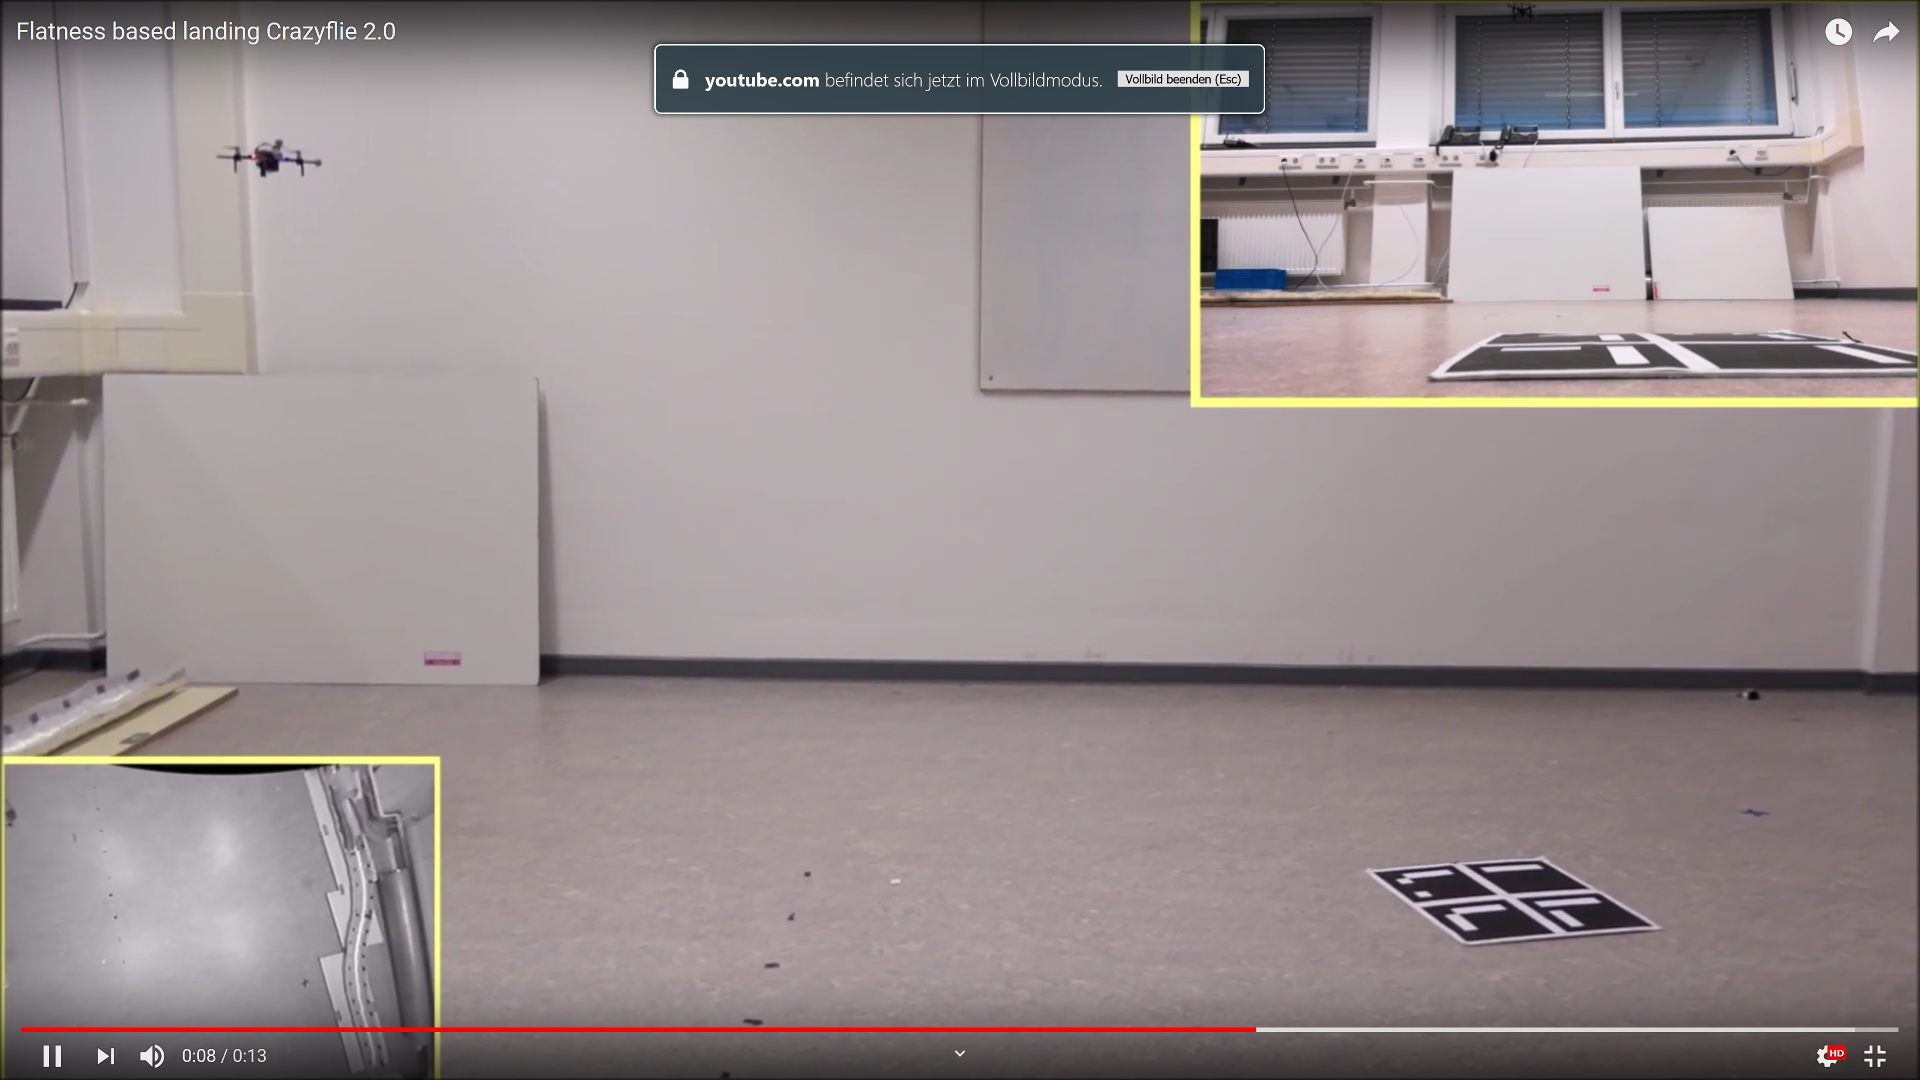 Flatness based landing Crazyflie 2.0
youtube.com befindet sich jetzt im Vollbildmodus. Vollbild beenden (Esc)
0:08 / 0:13
HD